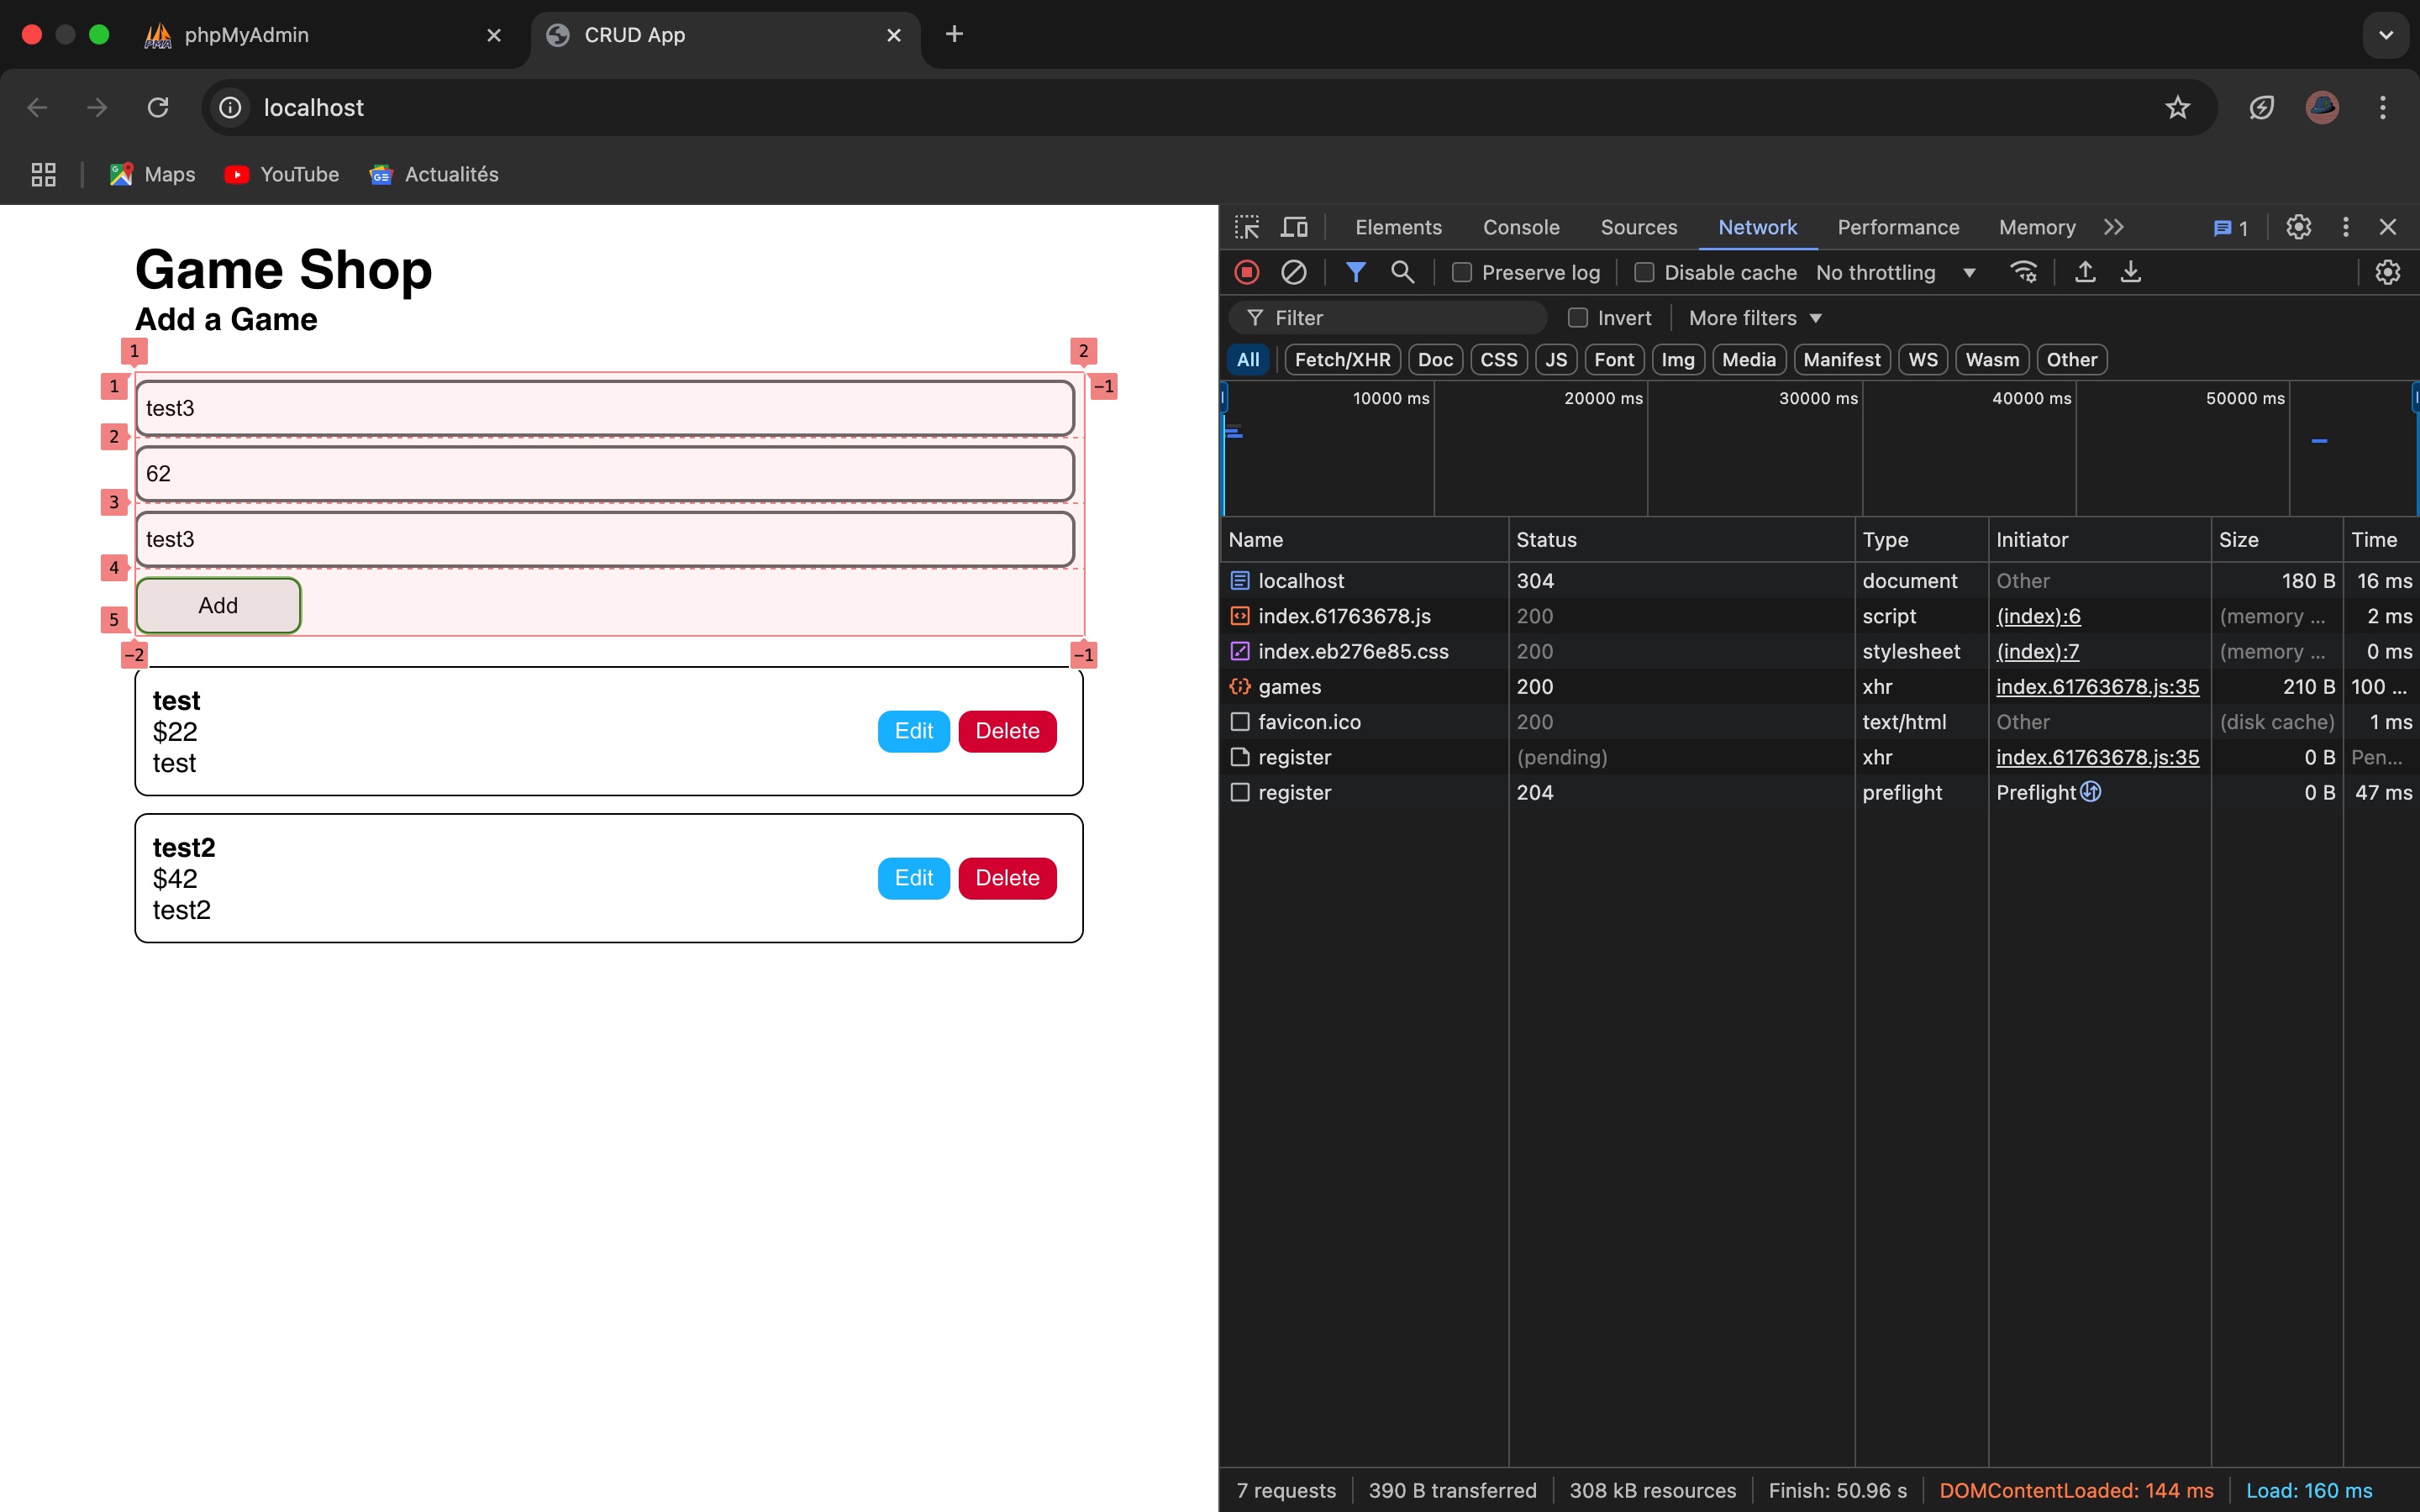 phpMyAdmin
CRUD App
localhost
Maps
YouTube
Actualités
Game Shop
Add a Game
1
2
1
−1
test3
2
62
3
test3
4
Add
5
−2
−1
test
$22
test
Edit
Delete
test2
$42
test2
Edit
Delete
Elements Console Sources Network Performance Memory 1
Preserve log Disable cache No throttling
Filter Invert More filters
All Fetch/XHR Doc CSS JS Font Img Media Manifest WS Wasm Other
10000 ms 20000 ms 30000 ms 40000 ms 50000 ms
Name Status Type Initiator Size Time
localhost 304 document Other 180 B 16 ms
index.61763678.js 200 script (index):6 (memory ... 2 ms
index.eb276e85.css 200 stylesheet (index):7 (memory ... 0 ms
games 200 xhr index.61763678.js:35 210 B 100 ...
favicon.ico 200 text/html Other (disk cache) 1 ms
register (pending) xhr index.61763678.js:35 0 B Pen...
register 204 preflight Preflight 0 B 47 ms
7 requests 390 B transferred 308 kB resources Finish: 50.96 s DOMContentLoaded: 144 ms Load: 160 ms